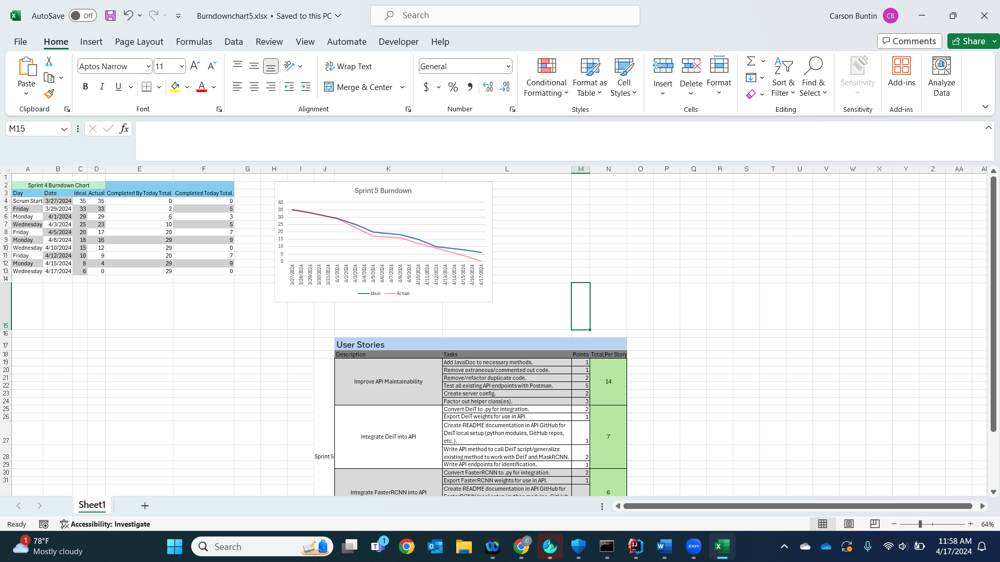 AutoSave Off Burndownchart5.xlsx • Saved to this PC Search Carson Buntin CB
File Home Insert Page Layout Formulas Data Review View Automate Developer Help Comments Share
Paste
Clipboard
Aptos Narrow 11
B I U
Font
Wrap Text
Merge & Center
Alignment
General
$ % 
Number
Conditional Formatting
Format as Table
Cell Styles
Styles
Insert Delete Format
Cells
Sort & Filter
Find & Select
Editing
Sensitivity
Sensitivity
Add-ins
Add-ins
Analyze Data
M15 fx
A B C D E F G H I J K L M N O P Q R S T U V W X Y Z AA
1
2 Sprint 4 Burndown Chart
3 Day Date Ideal Actual Completed By Today Total Completed Today Total
4 Scrum Start 3/27/2024 35 35 0 0
5 Friday 3/29/2024 33 33 2 5
6 Monday 4/1/2024 29 29 6 3
7 Wednesday 4/3/2024 25 23 10 5
8 Friday 4/5/2024 20 17 20 7
9 Monday 4/8/2024 18 16 29 9
10 Wednesday 4/10/2024 15 12 29 0
11 Friday 4/12/2024 10 9 20 7
12 Monday 4/15/2024 8 4 29 9
13 Wednesday 4/17/2024 6 0 29 0
14
15
16
Sprint 5 Burndown
40
35
30
25
20
15
10
5
0
3/27/2024 3/28/2024 3/29/2024 3/30/2024 3/31/2024 4/1/2024 4/2/2024 4/3/2024 4/4/2024 4/5/2024 4/6/2024 4/7/2024 4/8/2024 4/9/2024 4/10/2024 4/11/2024 4/12/2024 4/13/2024 4/14/2024 4/15/2024 4/16/2024 4/17/2024
Ideal Actual
17 User Stories
18 Description Tasks Points Total Per Story
19 Add JavaDoc to necessary methods. 1
20 Remove extraneous/commented out code. 1
21 Remove/refactor duplicate code. 2
Improve API Maintainability 14
22 Test all existing API endpoints with Postman. 5
23 Create server config. 2
24 Factor out helper class(es). 3
25 Convert DeiT to .py for integration. 2
26 Export DeiT weights for use in API. 1
Create README documentation in API GitHub for
DeiT local setup (python modules, GitHub repos,
Integrate DeiT into API 7
27 etc.). 1
Write API method to call DeiT script/generalize
28 Sprint 5 existing method to work with DeiT and MaskRCNN. 2
29 Write API endpoints for identification. 1
30 Convert FasterRCNN to .py for integration. 2
31 Export FasterRCNN weights for use in API. 1
Create README documentation in API GitHub for
Integrate FasterRCNN into API 6
Sheet1
Ready Accessibility: Investigate 64%
1 78°F
Mostly cloudy
Search
1
zoom
11:58 AM
4/17/2024